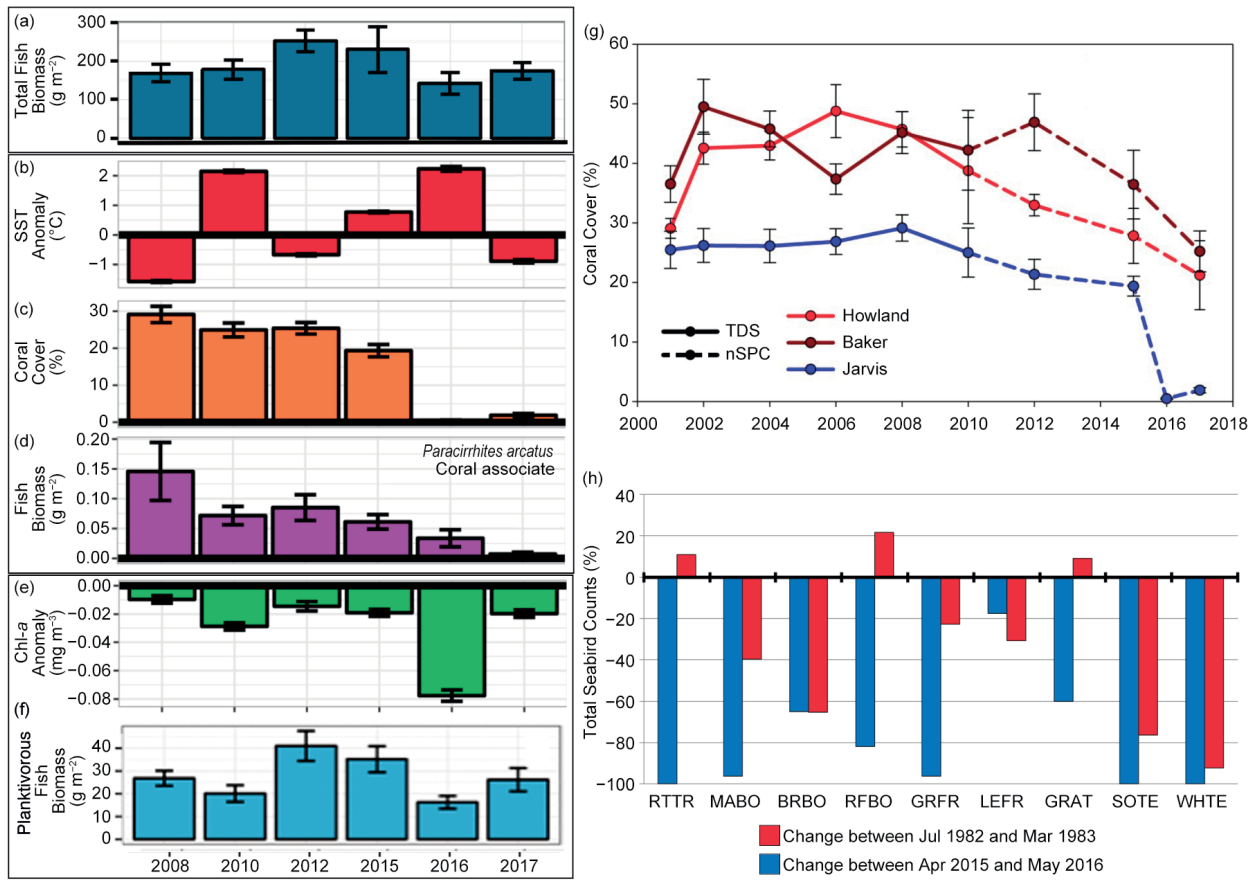 (a)
Total Fish
Biomass
(g m⁻²)
300
200
100
0
(b)
SST
Anomaly
(°C)
2
1
0
−1
(c)
Coral
Cover
(%)
30
20
10
0
(d)
Fish
Biomass
(g m⁻²)
0.20
0.15
0.10
0.05
0.00
Paracirrhites arcatus
Coral associate
(e)
Chl-a
Anomaly
(mg m⁻³)
0.00
−0.02
−0.04
−0.06
−0.08
(f)
Planktivorous
Fish
Biomass
(g m⁻²)
40
30
20
10
0
2008 2010 2012 2015 2016 2017
(g)
Coral Cover (%)
60
50
40
30
20
10
0
TDS
nSPC
Howland
Baker
Jarvis
2000 2002 2004 2006 2008 2010 2012 2014 2016 2018
(h)
Total Seabird Counts (%)
40
20
0
−20
−40
−60
−80
−100
RTTR MABO BRBO RFBO GRFR LEFR GRAT SOTE WHTE
Change between Jul 1982 and Mar 1983
Change between Apr 2015 and May 2016